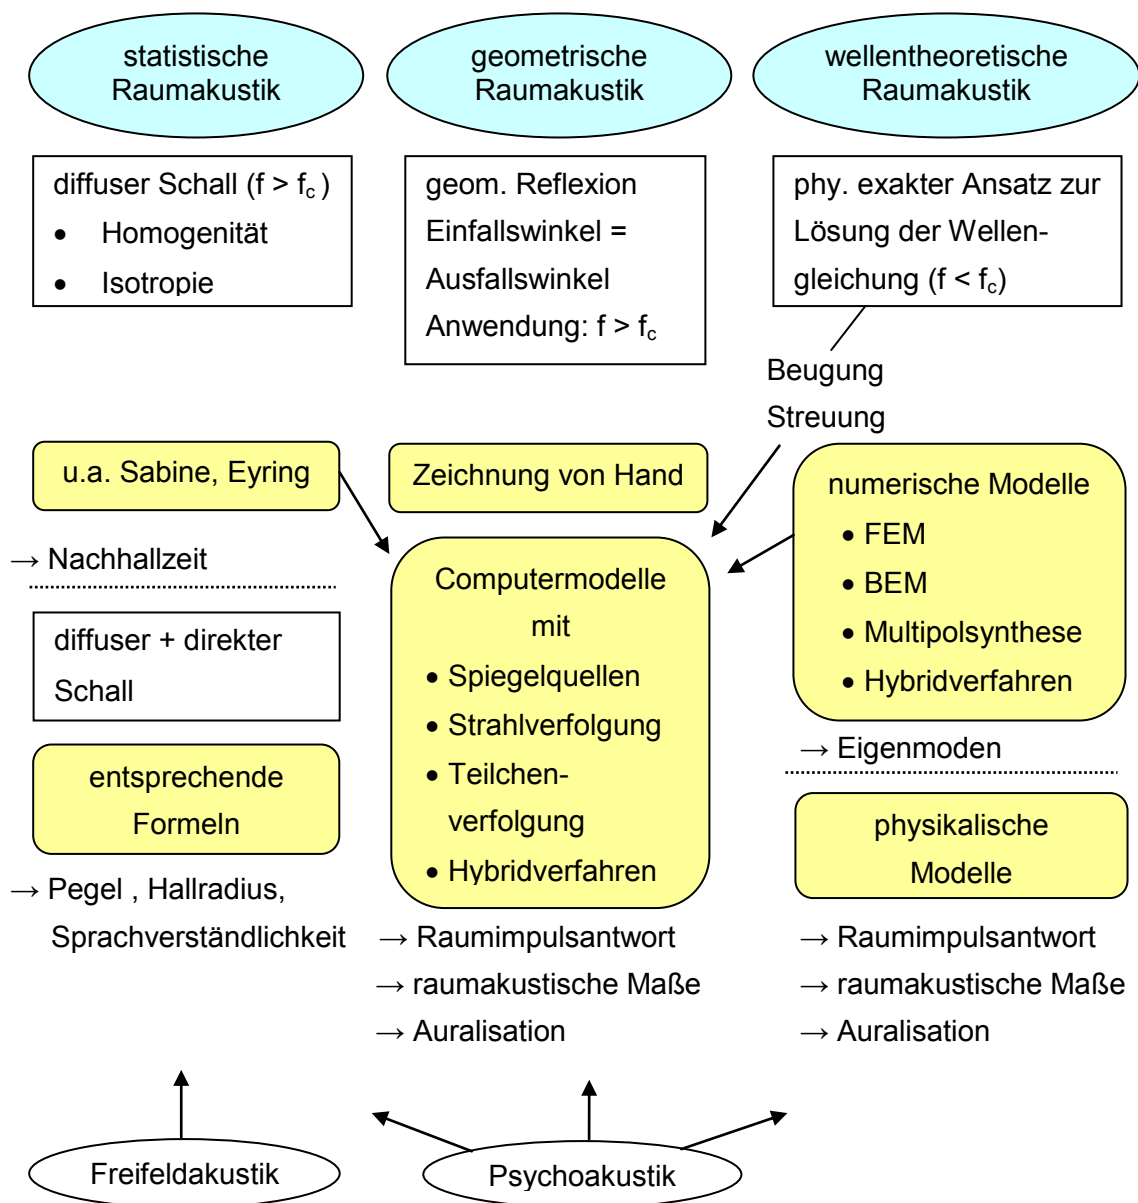 statistische
Raumakustik
geometrische
Raumakustik
wellentheoretische
Raumakustik
diffuser Schall (f > fc )
• Homogenität
• Isotropie
geom. Reflexion
Einfallswinkel =
Ausfallswinkel
Anwendung: f > fc
phy. exakter Ansatz zur
Lösung der Wellen-
gleichung (f < fc)
Beugung
Streuung
u.a. Sabine, Eyring
→ Nachhallzeit
diffuser + direkter
Schall
entsprechende
Formeln
→ Pegel , Hallradius,
Sprachverständlichkeit
Zeichnung von Hand
Computermodelle
mit
• Spiegelquellen
• Strahlverfolgung
• Teilchen-
verfolgung
• Hybridverfahren
→ Raumimpulsantwort
→ raumakustische Maße
→ Auralisation
numerische Modelle
• FEM
• BEM
• Multipolsynthese
• Hybridverfahren
→ Eigenmoden
physikalische
Modelle
→ Raumimpulsantwort
→ raumakustische Maße
→ Auralisation
Freifeldakustik
Psychoakustik